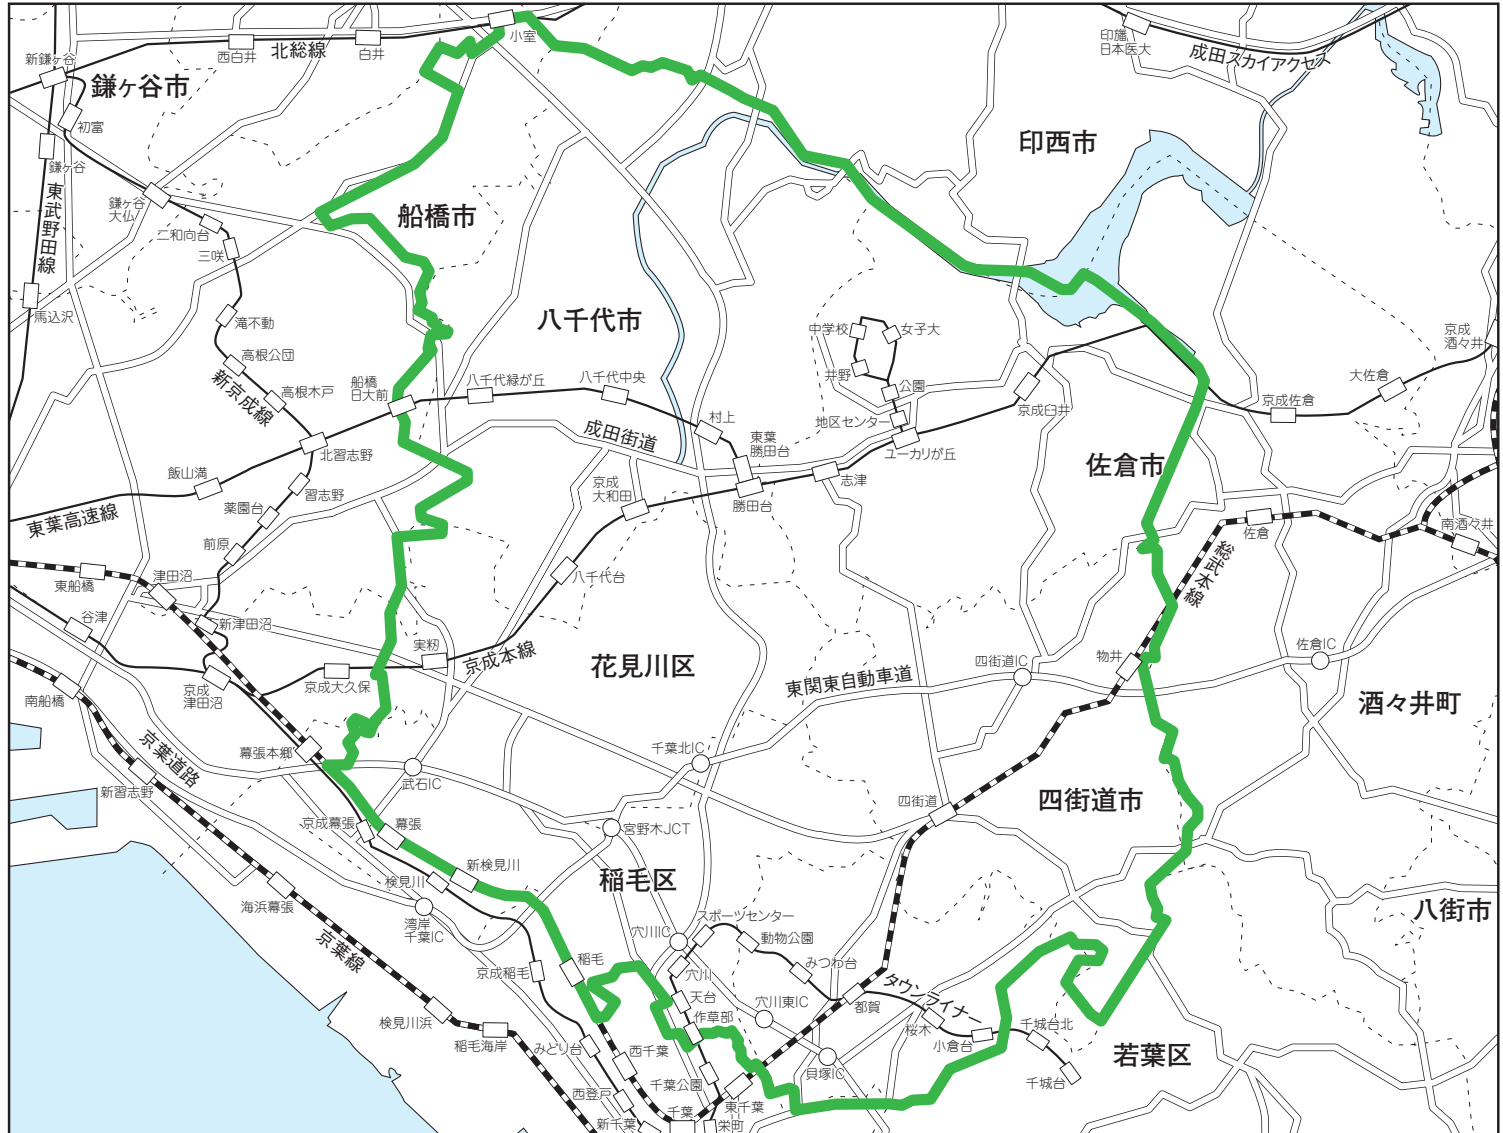 小室
西白井
北総線
白井
新鎌ヶ谷
鎌ヶ谷市
初富
鎌ヶ谷
東武野田線
鎌ヶ谷
大仏
二和向台
三咲
馬込沢
滝不動
高根公団
高根木戸
新京成線
北習志野
飯山満
習志野
薬園台
前原
東葉高速線
東船橋
津田沼
谷津
新津田沼
京成
津田沼
南船橋
京成大久保
実籾
京成本線
船橋市
船橋
日大前
八千代緑が丘
八千代中央
八千代市
村上
成田街道
東葉
勝田台
勝田台
京成
大和田
八千代台
志津
ユーカリが丘
地区センター
公園
井野
中学校
女子大
京成臼井
印西市
印旛
日本医大
成田スカイアクセス
京成
酒々井
大佐倉
京成佐倉
佐倉市
佐倉
南酒々井
総武本線
物井
佐倉IC
四街道IC
東関東自動車道
酒々井町
花見川区
千葉北IC
四街道
四街道市
幕張本郷
京葉道路
新習志野
武石IC
京成幕張
幕張
新検見川
検見川
海浜幕張
湾岸
千葉IC
京葉線
宮野木JCT
稲毛区
穴川IC
スポーツセンター
動物公園
みつわ台
穴川
天台
作草部
穴川東IC
都賀
タウンライナー
桜木
小倉台
千城台北
千城台
若葉区
八街市
京成稲毛
稲毛
検見川浜
稲毛海岸
みどり台
西千葉
西登戸
千葉公園
新千葉
千葉
栄町
東千葉
貝塚IC